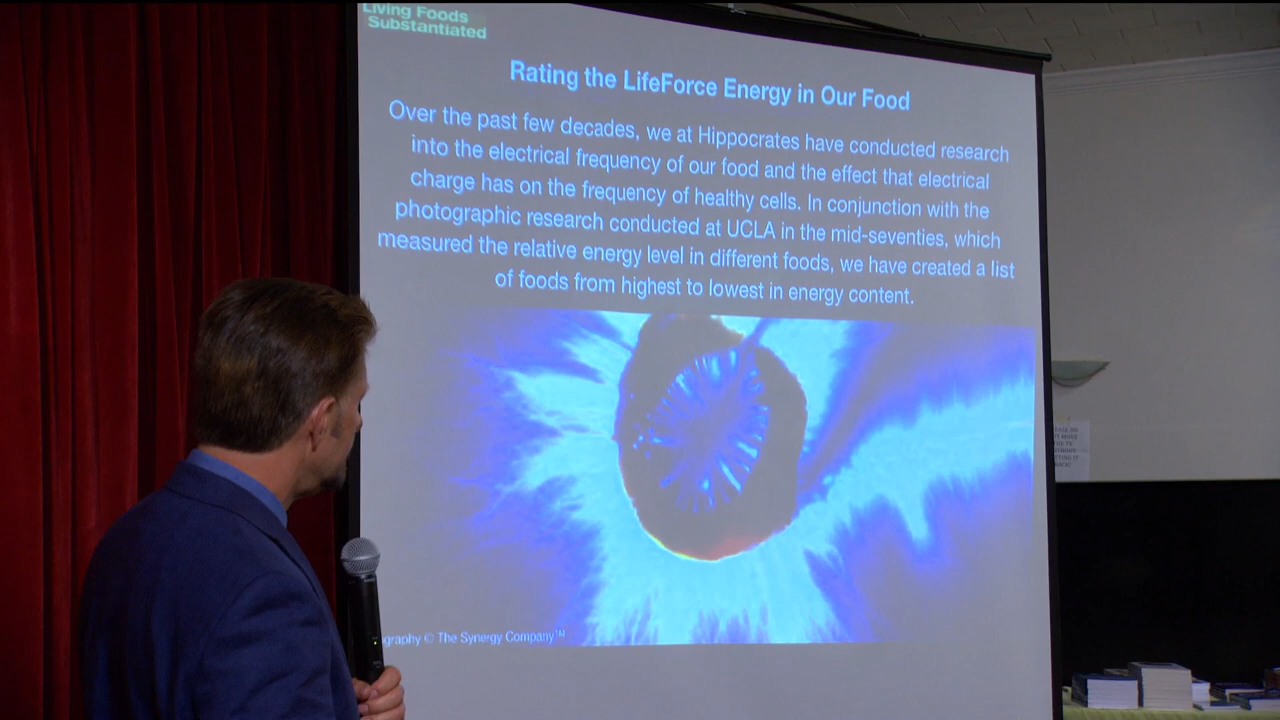 Living Foods
Substantiated
Rating the LifeForce Energy in Our Food
Over the past few decades, we at Hippocrates have conducted research
into the electrical frequency of our food and the effect that electrical
charge has on the frequency of healthy cells. In conjunction with the
photographic research conducted at UCLA in the mid-seventies, which
measured the relative energy level in different foods, we have created a list
of foods from highest to lowest in energy content.
© The Synergy Company™